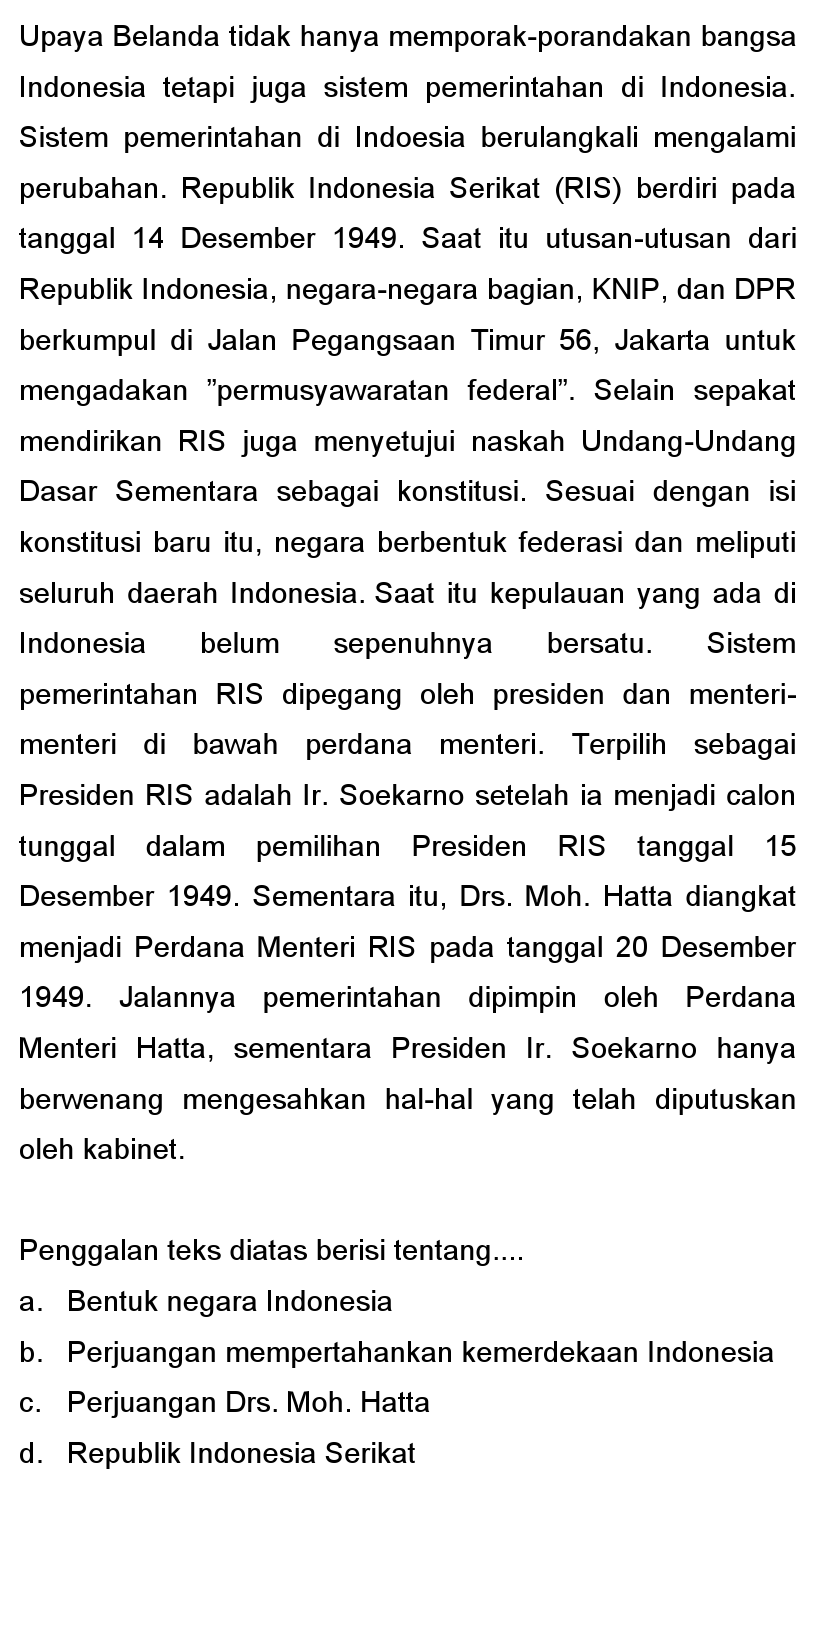 Upaya Belanda tidak hanya memporak-porandakan bangsa
Indonesia tetapi juga sistem pemerintahan di Indonesia.
Sistem pemerintahan di Indoesia berulangkali mengalami
perubahan. Republik Indonesia Serikat (RIS) berdiri pada
tanggal 14 Desember 1949. Saat itu utusan-utusan dari
Republik Indonesia, negara-negara bagian, KNIP, dan DPR
berkumpul di Jalan Pegangsaan Timur 56, Jakarta untuk
mengadakan ”permusyawaratan federal”. Selain sepakat
mendirikan RIS juga menyetujui naskah Undang-Undang
Dasar Sementara sebagai konstitusi. Sesuai dengan isi
konstitusi baru itu, negara berbentuk federasi dan meliputi
seluruh daerah Indonesia. Saat itu kepulauan yang ada di
Indonesia belum sepenuhnya bersatu. Sistem
pemerintahan RIS dipegang oleh presiden dan menteri-
menteri di bawah perdana menteri. Terpilih sebagai
Presiden RIS adalah Ir. Soekarno setelah ia menjadi calon
tunggal dalam pemilihan Presiden RIS tanggal 15
Desember 1949. Sementara itu, Drs. Moh. Hatta diangkat
menjadi Perdana Menteri RIS pada tanggal 20 Desember
1949. Jalannya pemerintahan dipimpin oleh Perdana
Menteri Hatta, sementara Presiden Ir. Soekarno hanya
berwenang mengesahkan hal-hal yang telah diputuskan
oleh kabinet.
Penggalan teks diatas berisi tentang....
a. Bentuk negara Indonesia
b. Perjuangan mempertahankan kemerdekaan Indonesia
c. Perjuangan Drs. Moh. Hatta
d. Republik Indonesia Serikat